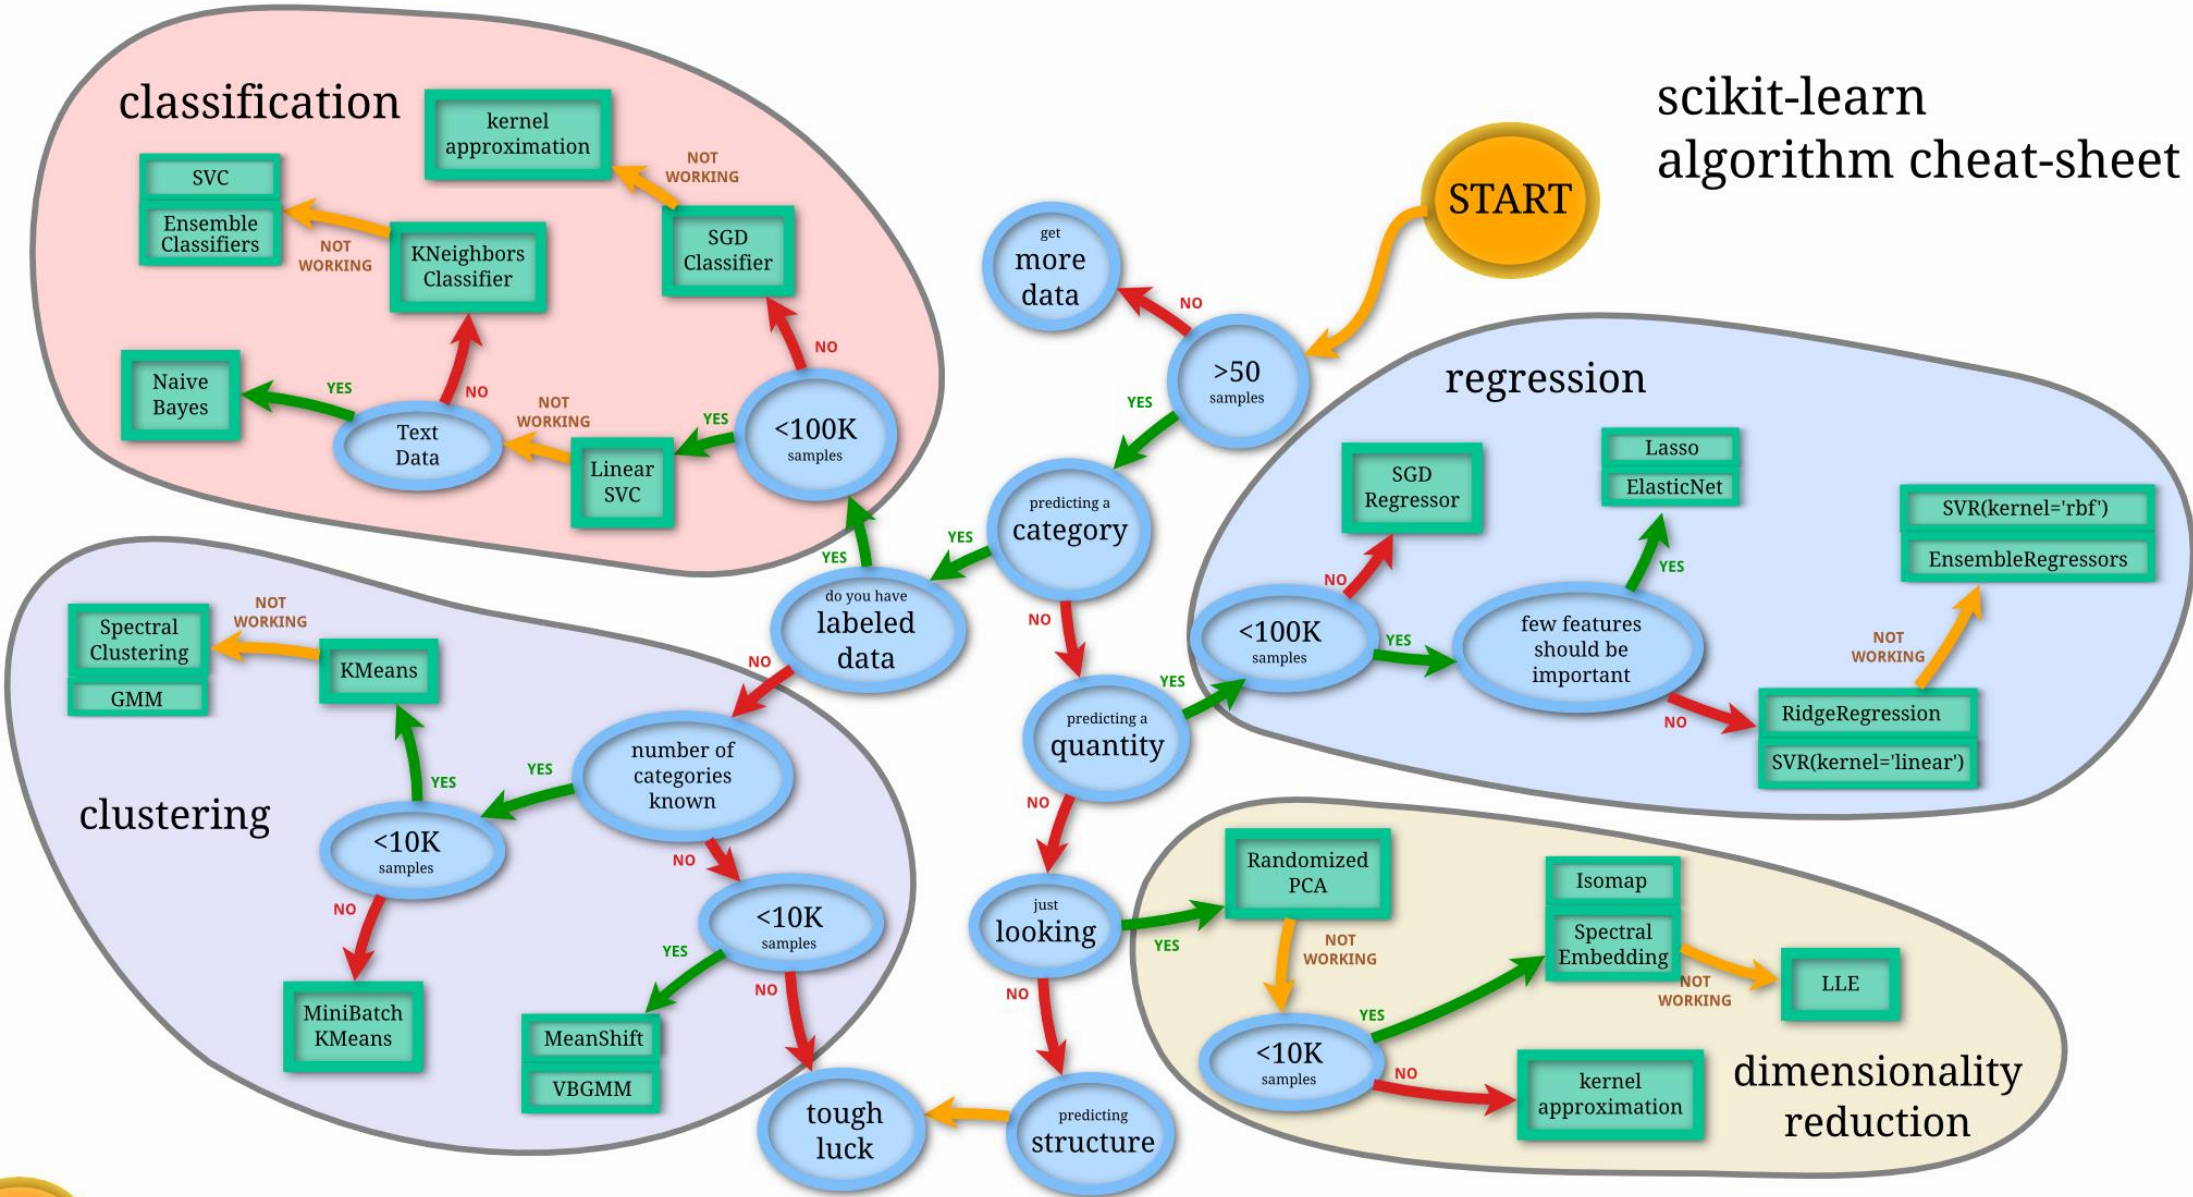 scikit-learn
algorithm cheat-sheet
START
>50
samples
NO
get
more
data
YES
predicting a
category
YES
do you have
labeled
data
YES
NO
NO
predicting a
quantity
YES
NO
just
looking
YES
NO
predicting
structure
tough
luck
classification
<100K
samples
NO
SGD
Classifier
NOT
WORKING
kernel
approximation
YES
Linear
SVC
NOT
WORKING
Text
Data
YES
Naive
Bayes
NO
KNeighbors
Classifier
NOT
WORKING
SVC
Ensemble
Classifiers
clustering
number of
categories
known
YES
<10K
samples
YES
KMeans
NOT
WORKING
Spectral
Clustering
GMM
NO
MiniBatch
KMeans
NO
<10K
samples
YES
MeanShift
VBGMM
NO
regression
<100K
samples
NO
SGD
Regressor
YES
few features
should be
important
YES
Lasso
ElasticNet
NO
RidgeRegression
SVR(kernel='linear')
NOT
WORKING
SVR(kernel='rbf')
EnsembleRegressors
dimensionality
reduction
Randomized
PCA
NOT
WORKING
<10K
samples
YES
Isomap
Spectral
Embedding
NOT
WORKING
LLE
NO
kernel
approximation